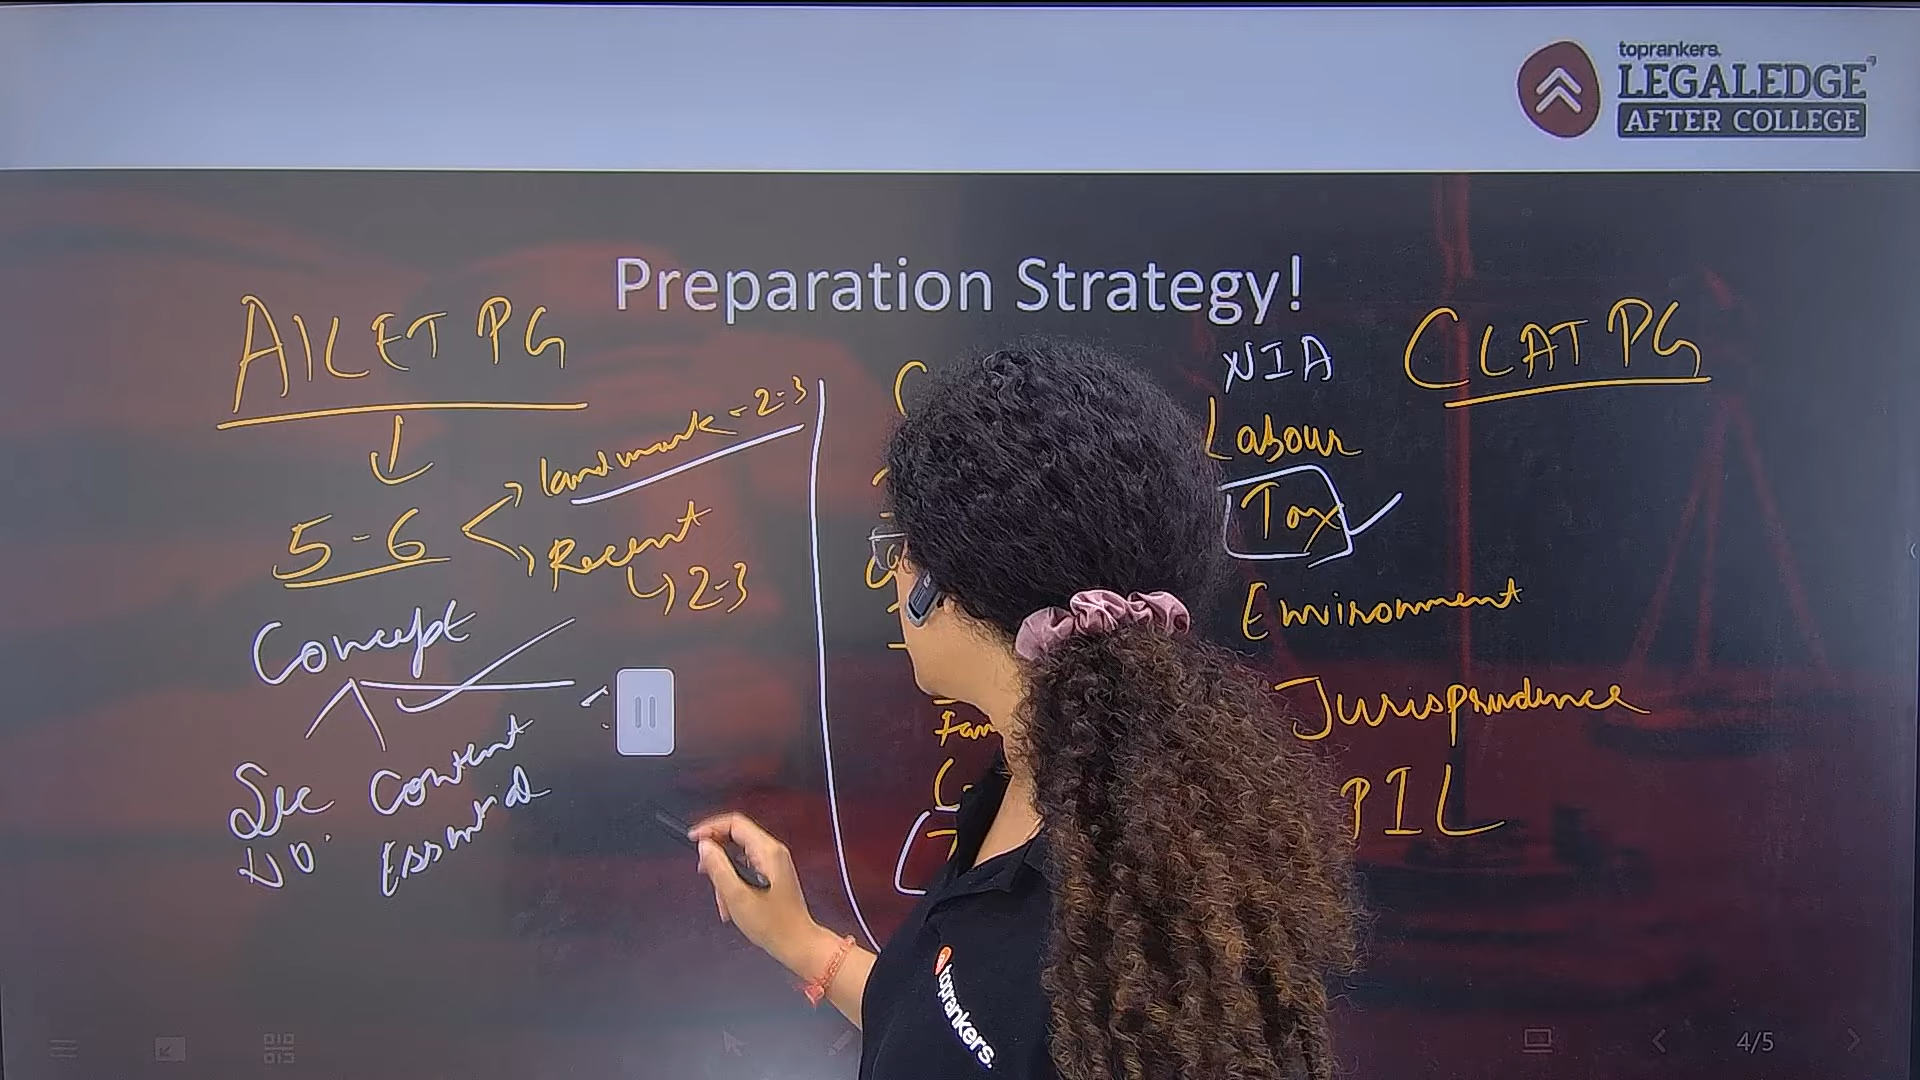 toprankers.
LEGALEDGE
AFTER COLLEGE
Preparation Strategy!
AILET PG
5-6
landmark - 2-3
Recent
2-3
Concept
Sec No.
Content
Essential
NIA
Labour
Tax
Environment
Jurisprudence
PIL
CLAT PG
Fam
toprankers.
4/5